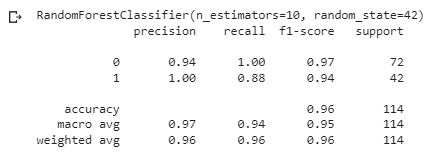 RandomForestClassifier(n_estimators=10, random_state=42)
precision recall f1-score support
0 0.94 1.00 0.97 72
1 1.00 0.88 0.94 42
accuracy 0.96 114
macro avg 0.97 0.94 0.95 114
weighted avg 0.96 0.96 0.96 114